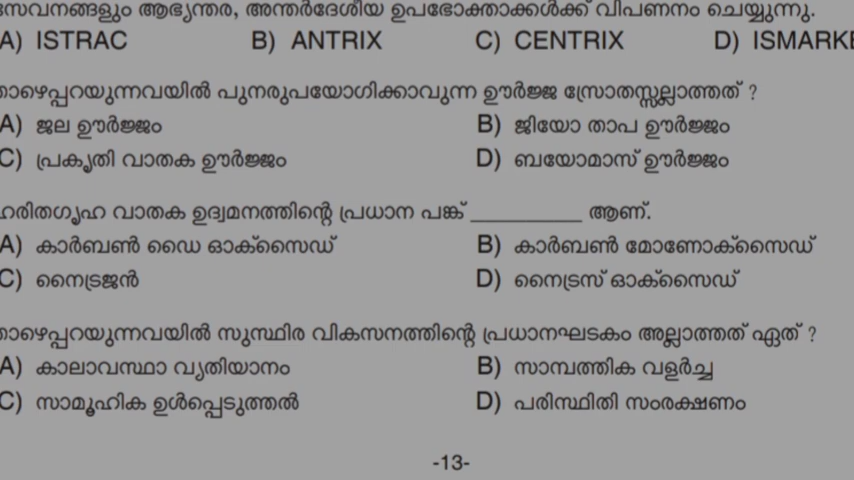 സേവനങ്ങളും ആഭ്യന്തര, അന്തർദേശീയ ഉപഭോക്താക്കൾക്ക് വിപണനം ചെയ്യുന്നു.
A) ISTRAC B) ANTRIX C) CENTRIX D) ISMARKE
താഴെപ്പറയുന്നവയിൽ പുനരുപയോഗിക്കാവുന്ന ഊർജ്ജ സ്രോതസ്സല്ലാത്തത് ?
A) ജല ഊർജ്ജം B) ജിയോ താപ ഊർജ്ജം
C) പ്രകൃതി വാതക ഊർജ്ജം D) ബയോമാസ് ഊർജ്ജം
ഹരിതഗൃഹ വാതക ഉദ്വമനത്തിന്റെ പ്രധാന പങ്ക് __________ ആണ്.
A) കാർബൺ ഡൈ ഓക്സൈഡ് B) കാർബൺ മോണോക്സൈഡ്
C) നൈട്രജൻ D) നൈട്രസ് ഓക്സൈഡ്
താഴെപ്പറയുന്നവയിൽ സുസ്ഥിര വികസനത്തിന്റെ പ്രധാനഘടകം അല്ലാത്തത് ഏത് ?
A) കാലാവസ്ഥാ വ്യതിയാനം B) സാമ്പത്തിക വളർച്ച
C) സാമൂഹിക ഉൾപ്പെടുത്തൽ D) പരിസ്ഥിതി സംരക്ഷണം
-13-